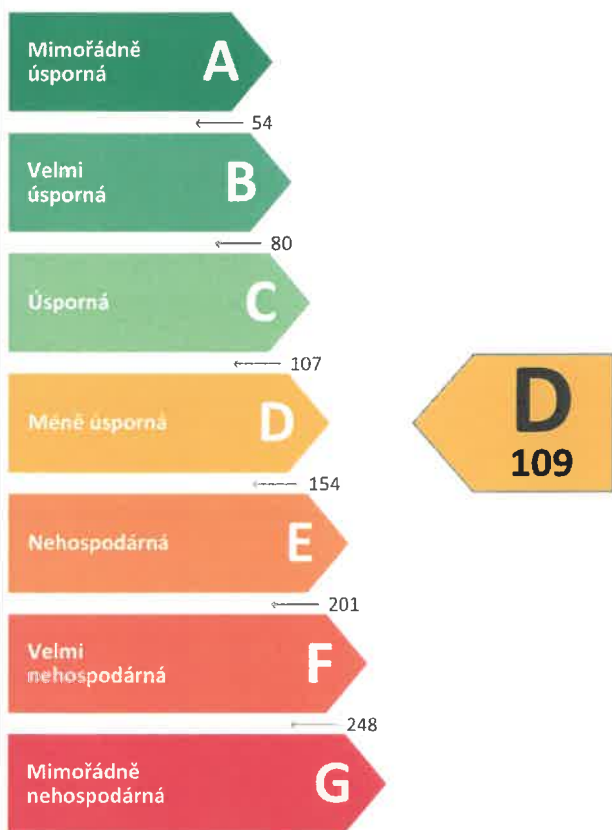 Mimořádně
úsporná
A
54
Velmi
úsporná
B
80
Úsporná
C
107
Méně úsporná
D
D
109
154
Nehospodárná
E
201
Velmi
nehospodárná
F
248
Mimořádně
nehospodárná
G